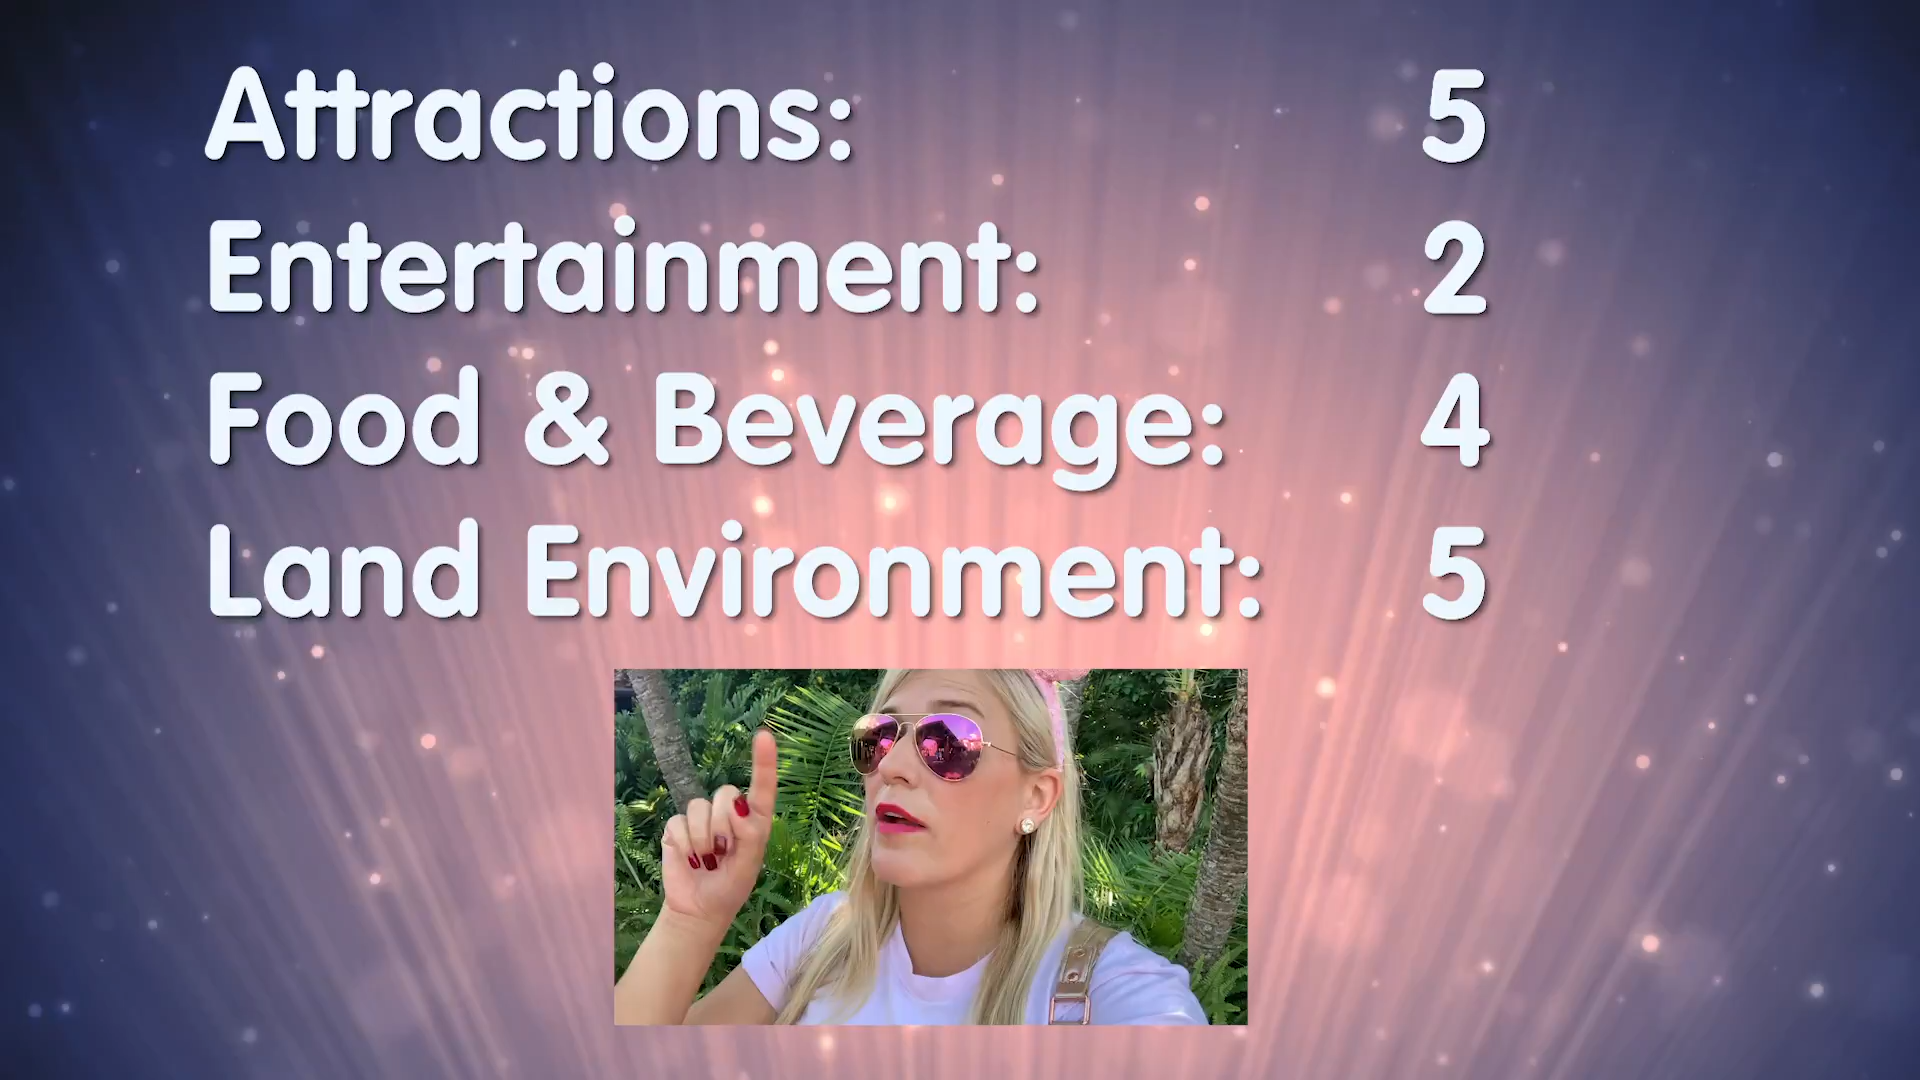 Attractions: 5
Entertainment: 2
Food & Beverage: 4
Land Environment: 5